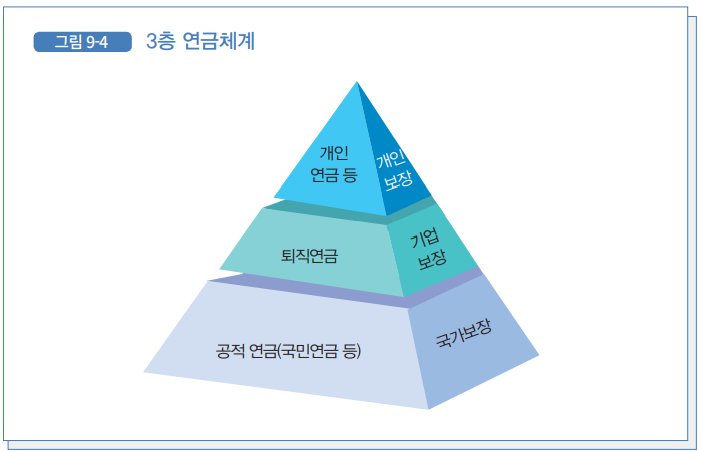 그림 9-4 3층 연금체계
개인
연금 등
개인
보장
퇴직연금
기업
보장
공적 연금(국민연금 등)
국가보장